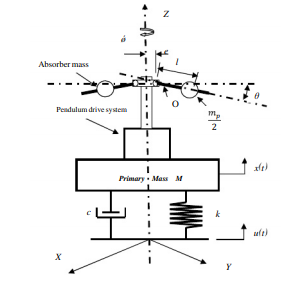 Z
φ̇
e
l
Absorber mass
θ
Pendulum drive system
O
m_p
2
Primary Mass M
x(t)
c
k
u(t)
X
Y